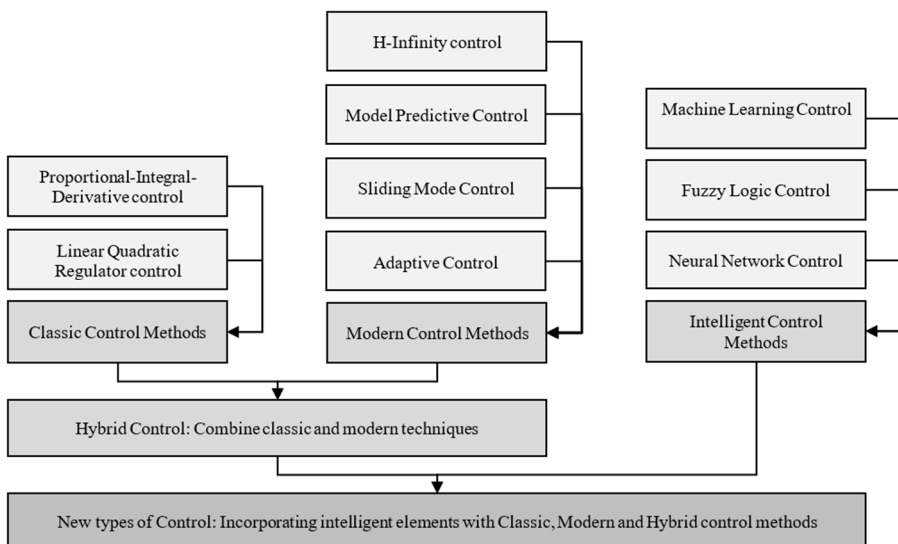 H-Infinity control
Model Predictive Control
Sliding Mode Control
Adaptive Control
Modern Control Methods
Proportional-Integral-
Derivative control
Linear Quadratic
Regulator control
Classic Control Methods
Machine Learning Control
Fuzzy Logic Control
Neural Network Control
Intelligent Control
Methods
Hybrid Control: Combine classic and modern techniques
New types of Control: Incorporating intelligent elements with Classic, Modern and Hybrid control methods